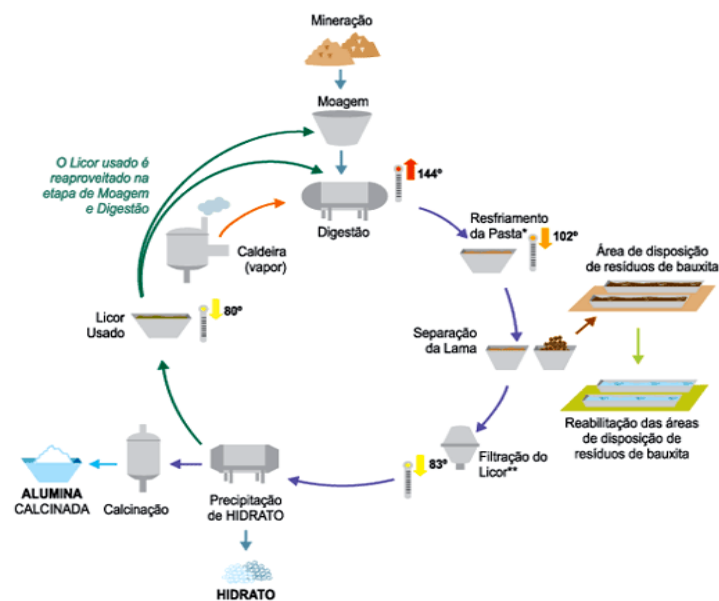 Mineração
Moagem
O Licor usado é
reaproveitado na
etapa de Moagem
e Digestão
144º
Digestão
Caldeira
(vapor)
Resfriamento
da Pasta*
102º
Área de disposição
de resíduos de bauxita
Licor
Usado
80º
Separação
da Lama
Reabilitação das áreas
de disposição de
resíduos de bauxita
Filtração do
Licor**
83º
ALUMINA
CALCINADA
Calcinação
Precipitação
de HIDRATO
HIDRATO